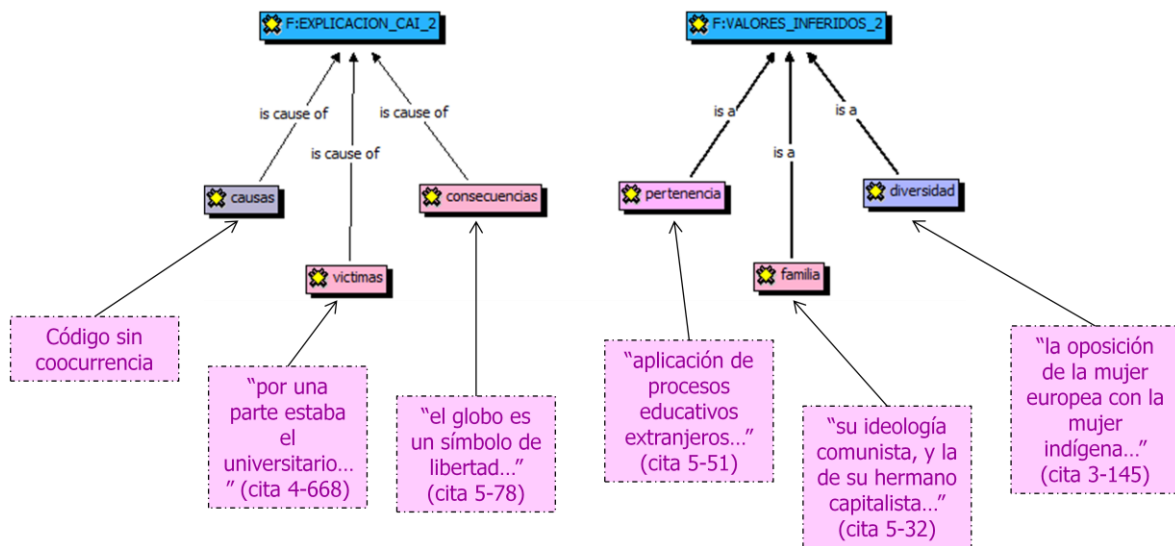 F:EXPLICACION_CAI_2
F:VALORES_INFERIDOS_2
is cause of
is cause of
is cause of
is a
is a
is a
causas
consecuencias
victimas
pertenencia
diversidad
familia
Código sin
coocurrencia
“por una
parte estaba
el
universitario…
” (cita 4-668)
“el globo es
un símbolo de
libertad…”
(cita 5-78)
“aplicación de
procesos
educativos
extranjeros…”
(cita 5-51)
“su ideología
comunista, y la
de su hermano
capitalista…”
(cita 5-32)
“la oposición
de la mujer
europea con la
mujer
indígena…”
(cita 3-145)